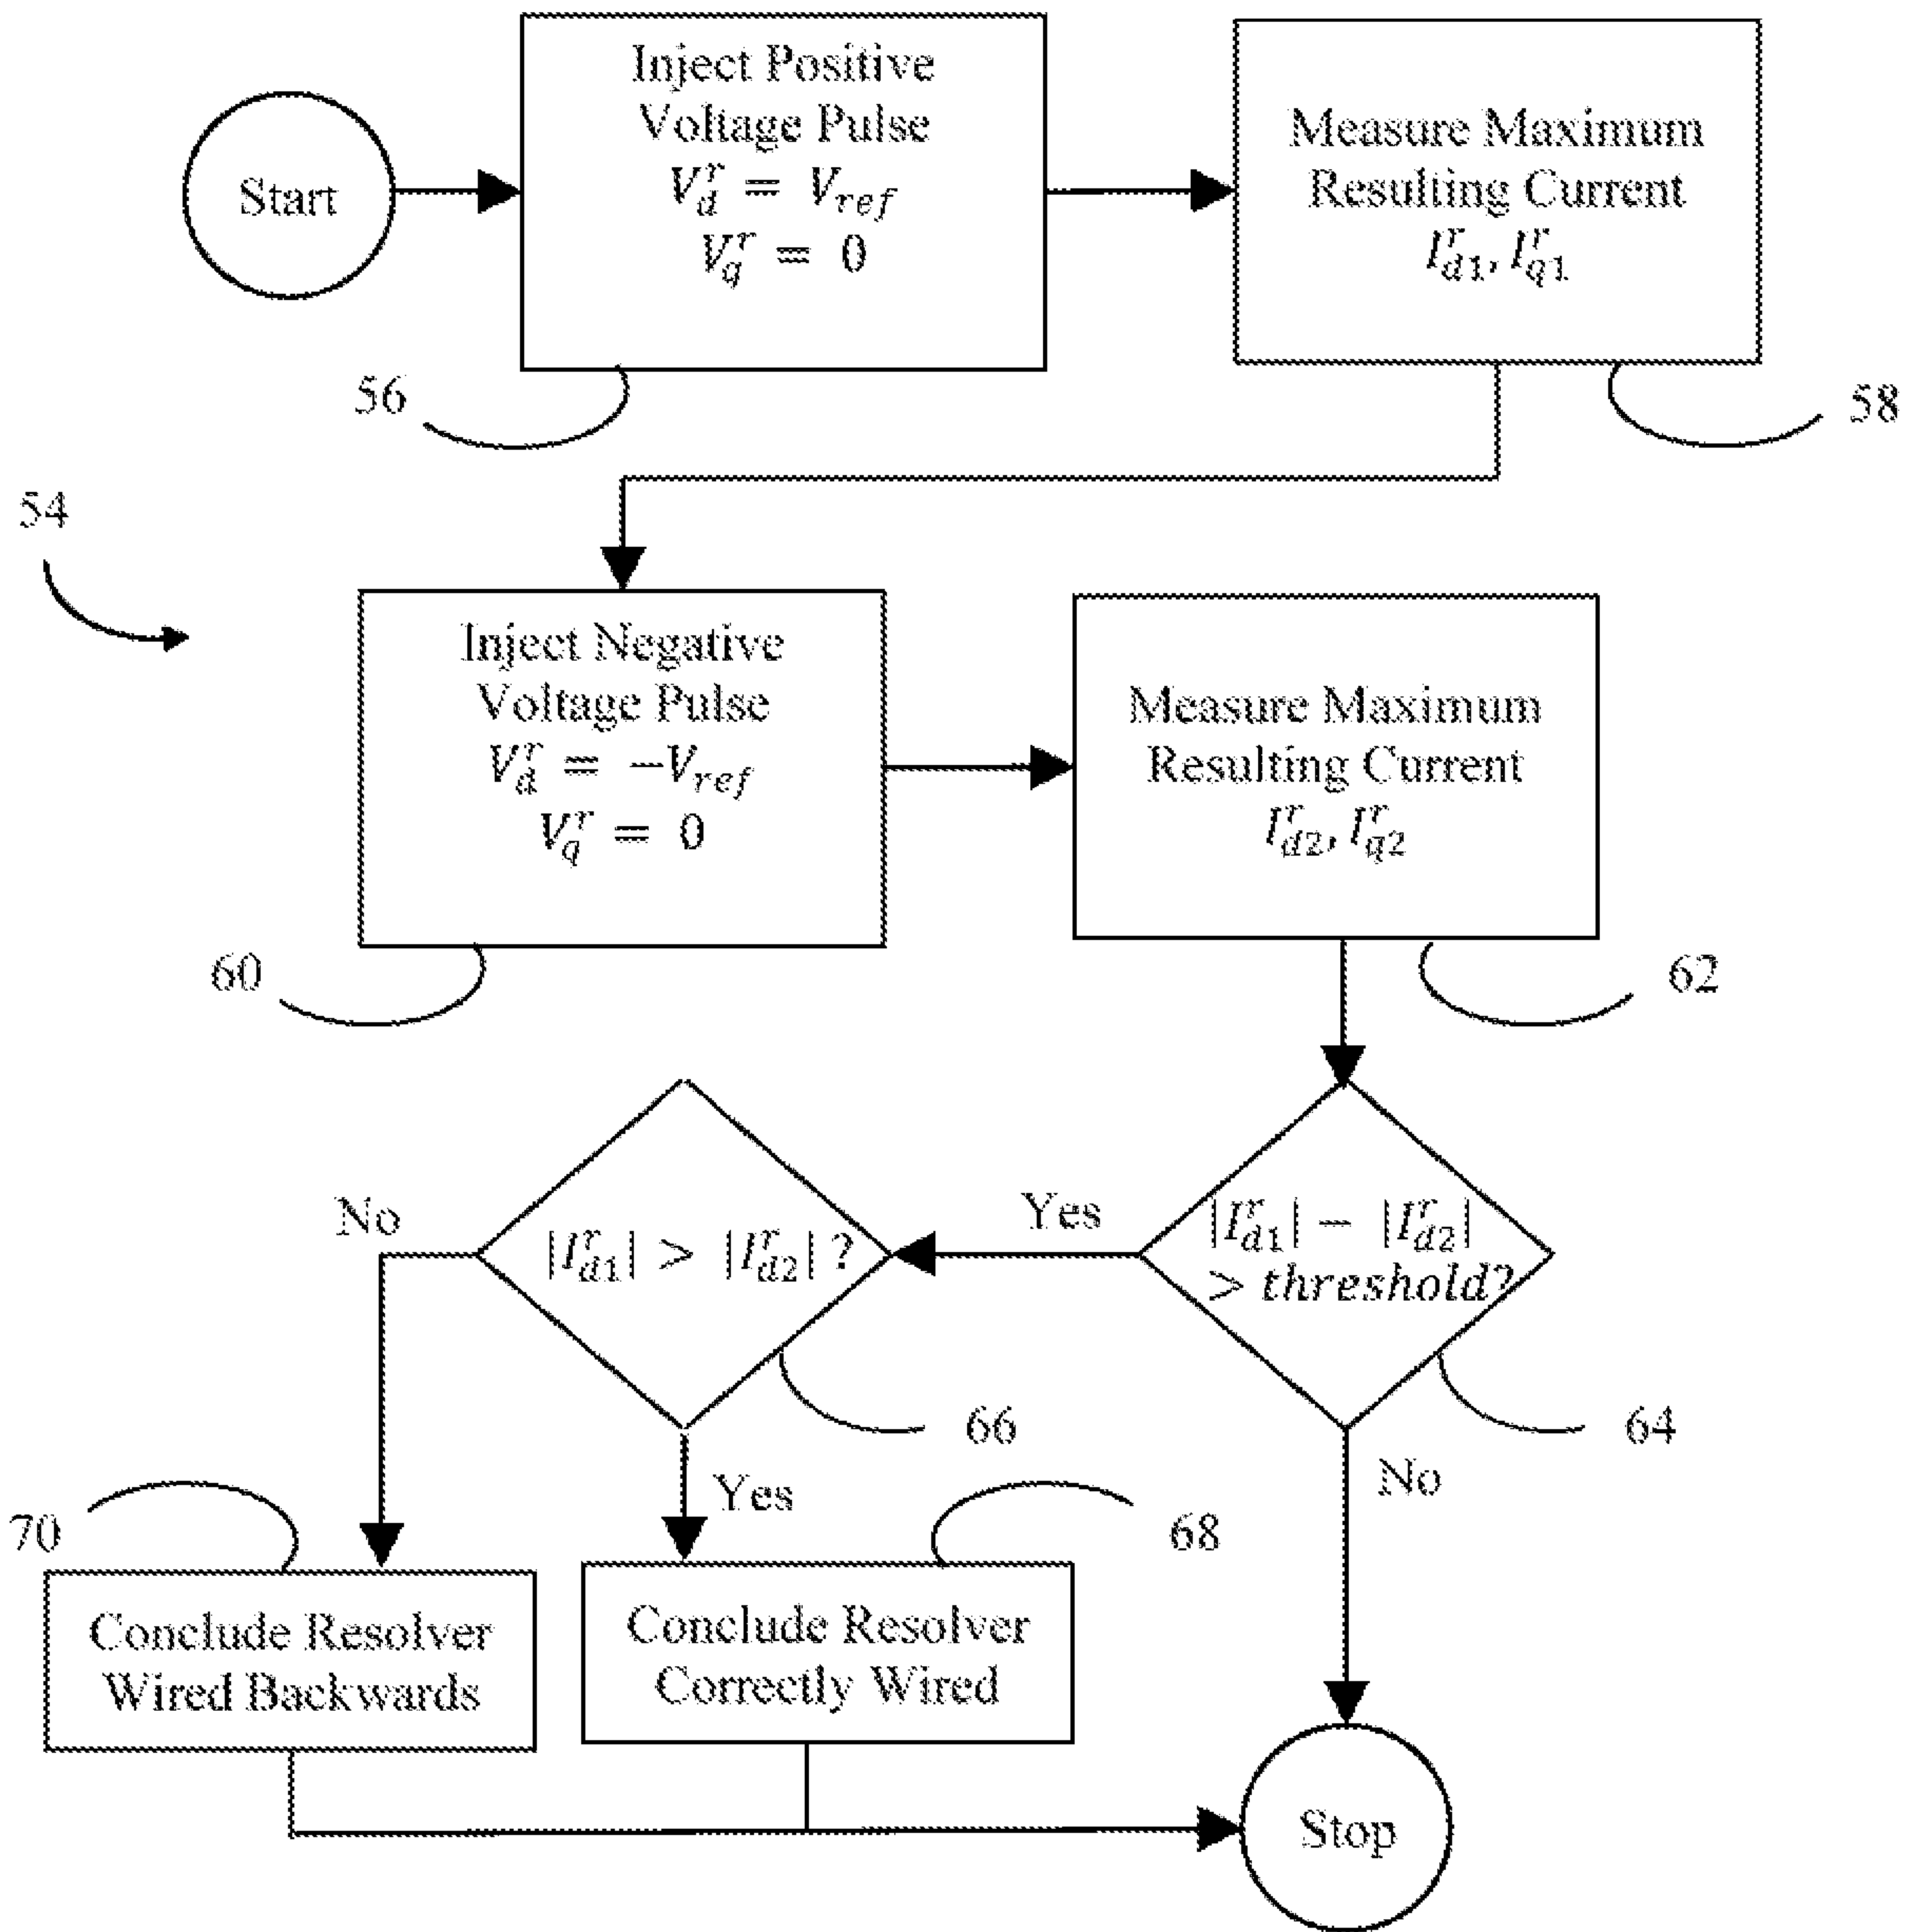 Start
Inject Positive
Voltage Pulse
V_d^r = V_ref
V_q^r = 0
Measure Maximum
Resulting Current
I_d1^r, I_q1^r
56
58
54
Inject Negative
Voltage Pulse
V_d^r = −V_ref
V_q^r = 0
Measure Maximum
Resulting Current
I_d2^r, I_q2^r
60
62
No
|I_d1^r| > |I_d2^r| ?
Yes
|I_d1^r| − |I_d2^r|
> threshold?
66
64
Yes
No
70
68
Conclude Resolver
Wired Backwards
Conclude Resolver
Correctly Wired
Stop